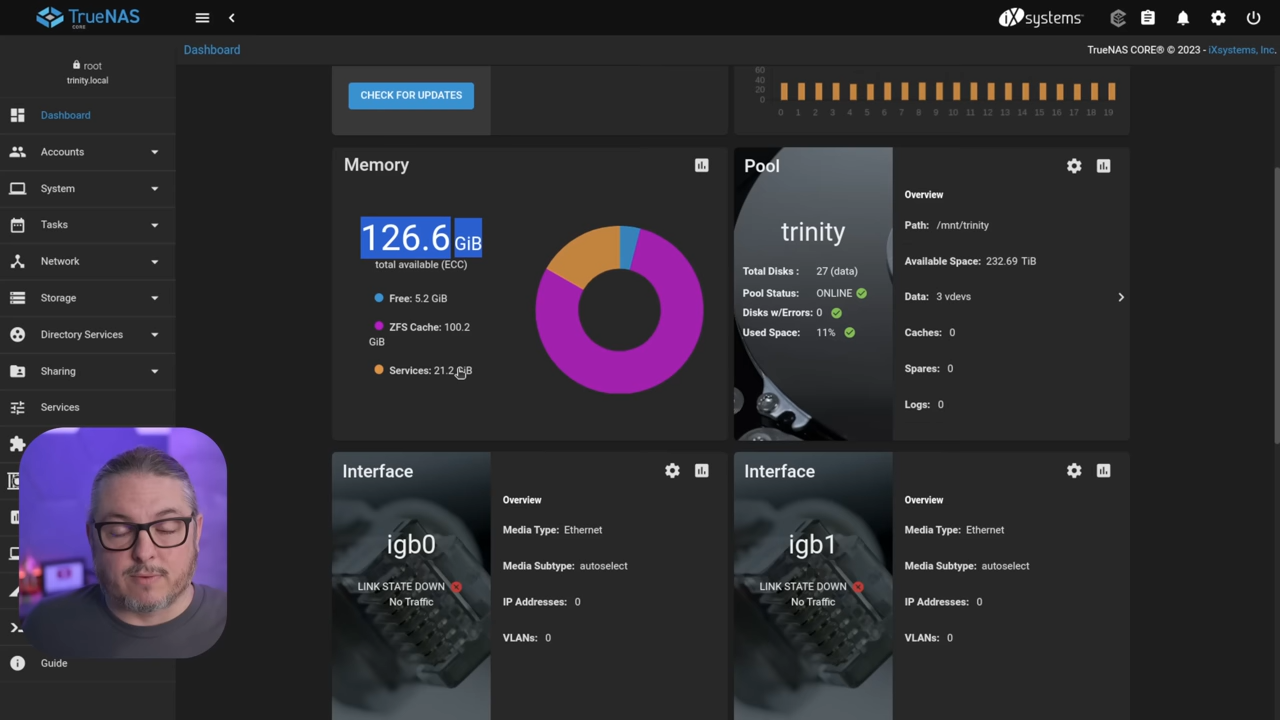 TrueNAS
CORE
iXsystems
Dashboard
TrueNAS CORE® © 2023 - iXsystems, Inc.
root
trinity.local
Dashboard
Accounts
System
Tasks
Network
Storage
Directory Services
Sharing
Services
Guide
CHECK FOR UPDATES
60
40
20
0
0 1 2 3 4 5 6 7 8 9 10 11 12 13 14 15 16 17 18 19
Memory
126.6 GiB
total available (ECC)
Free: 5.2 GiB
ZFS Cache: 100.2
GiB
Services: 21.2 GiB
Pool
trinity
Total Disks : 27 (data)
Pool Status: ONLINE
Disks w/Errors: 0
Used Space: 11%
Overview
Path: /mnt/trinity
Available Space: 232.69 TiB
Data: 3 vdevs
Caches: 0
Spares: 0
Logs: 0
Interface
igb0
LINK STATE DOWN
No Traffic
Overview
Media Type: Ethernet
Media Subtype: autoselect
IP Addresses: 0
VLANs: 0
Interface
igb1
LINK STATE DOWN
No Traffic
Overview
Media Type: Ethernet
Media Subtype: autoselect
IP Addresses: 0
VLANs: 0